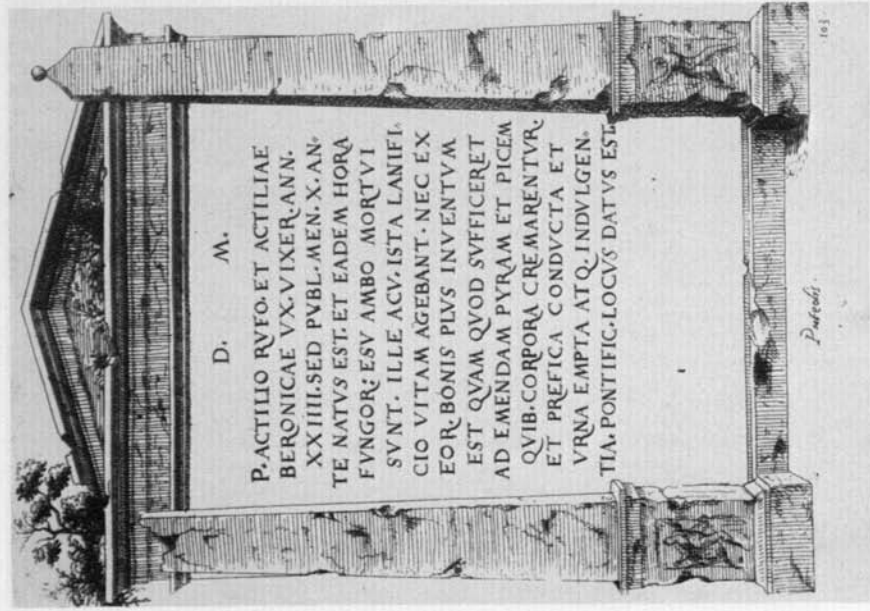 D. M.
P. ACTILIO RVFO. ET ACTILIAE
BERONICAE VX. VIXER. ANN.
XXIIII. SED PVBL. MEN. X. AN.
TE NATVS EST. ET EADEM HORA
FVNGOR: ESV AMBO MORTVI
SVNT. ILLE ACV. ISTA LANIFI.
CIO VITAM AGEBANT. NEC EX
EOR. BONIS PLVS INVENTVM
EST QVAM QVOD SVFFICERET
AD EMENDAM PYRAM ET PICEM
QVIB. CORPORA CREMARENTVR.
ET PREFICA CONDVCTA ET
VRNA EMPTA ATQ. INDVLGEN.
TIA. PONTIFIC. LOCVS DATVS EST.
Puteolis.
103